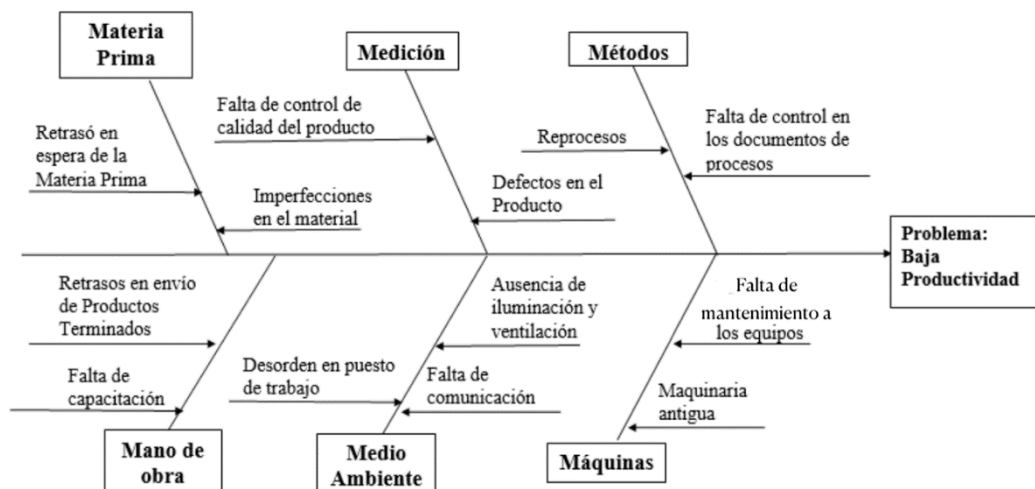 Materia
Prima
Medición
Métodos
Retrasó en
espera de la
Materia Prima
Imperfecciones
en el material
Falta de control de
calidad del producto
Defectos en el
Producto
Reprocesos
Falta de control en
los documentos de
procesos
Problema:
Baja
Productividad
Retrasos en envío
de Productos
Terminados
Falta de
capacitación
Desorden en puesto
de trabajo
Ausencia de
iluminación y
ventilación
Falta de
comunicación
Falta de
mantenimiento a
los equipos
Maquinaria
antigua
Mano de
obra
Medio
Ambiente
Máquinas